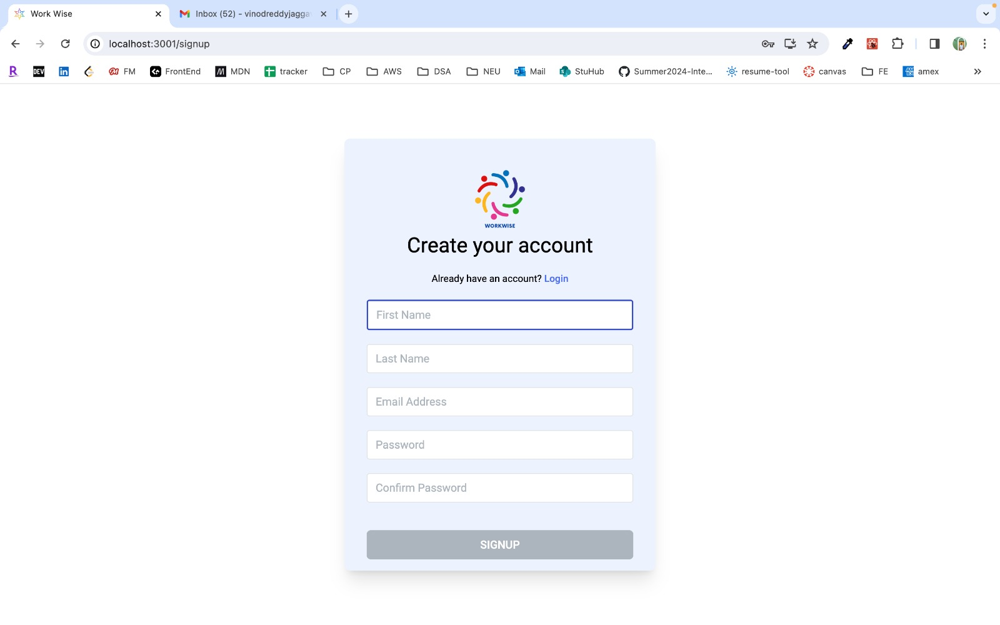 Work Wise
Inbox (52) - vinodreddyjagga
localhost:3001/signup
R DEV in FM FrontEnd MDN tracker CP AWS DSA NEU Mail StuHub Summer2024-Inte... resume-tool canvas FE amex
WORKWISE
Create your account
Already have an account? Login
First Name
Last Name
Email Address
Password
Confirm Password
SIGNUP